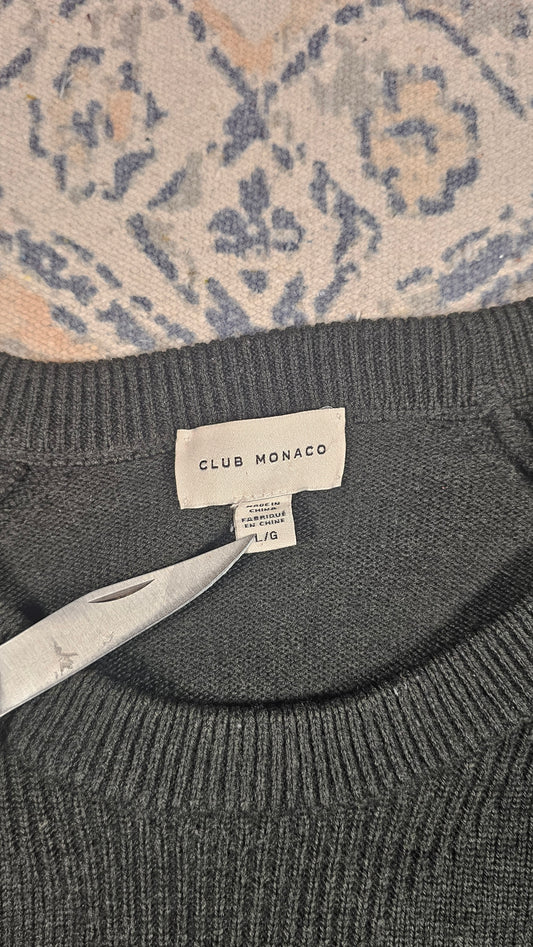 CLUB MONACO
MADE IN
CHINA
FABRIQUÉ
EN CHINE
L/G